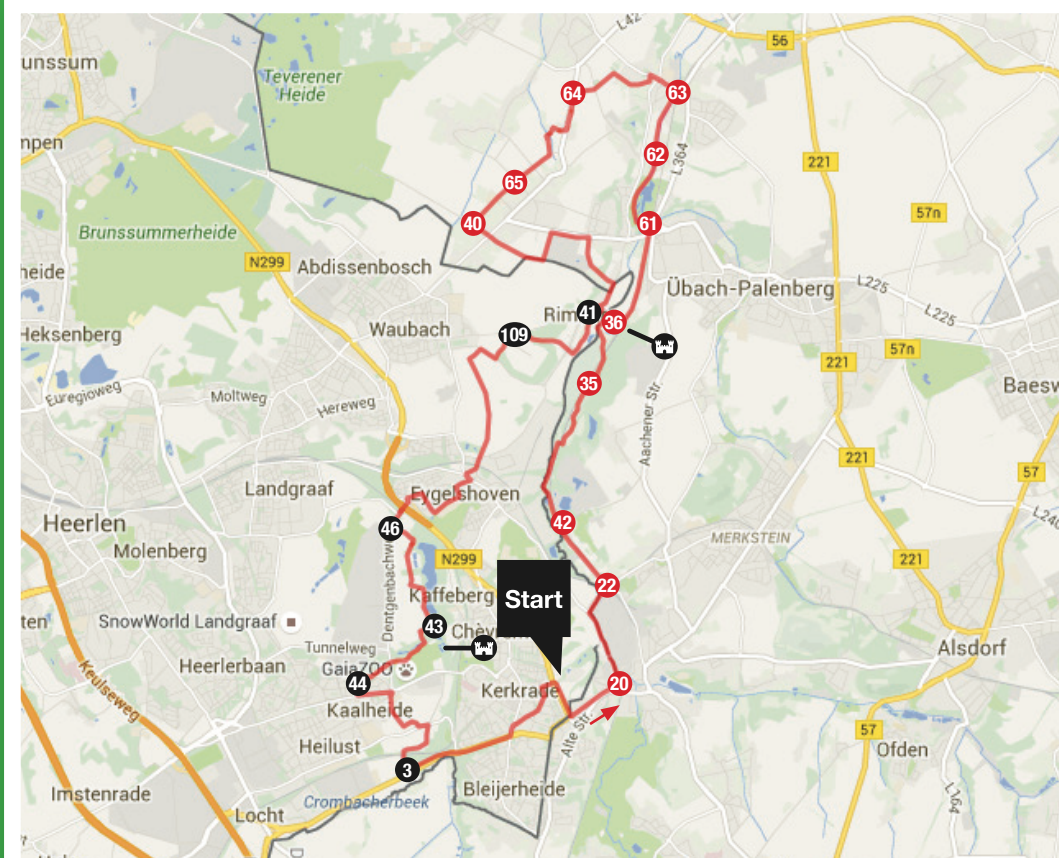 L42
56
unssum
Teverener
Heide
64
63
npen
62
L364
221
65
57n
40
61
Brunssummerheide
N299
Abdissenbosch
heide
L225
Übach-Palenberg
L225
41
36
Heksenberg
Waubach
109
57n
221
35
Baesw
Euregioweg
Moltweg
Hereweg
Aachener Str.
221
57
Landgraaf
Eygelshoven
Heerlen
46
42
L240
Molenberg
MERKSTEIN
221
N299
22
Start
Kaffeberg
ten
SnowWorld Landgraaf
43
Tunnelweg
Alsdorf
Heerlerbaan
GaiaZOO
44
20
Keulseweg
Kerkrade
Kaalheide
Alte Str.
57
Heilust
Ofden
3
Bleijerheide
Imstenrade
Crombacherbeek
L164
Locht